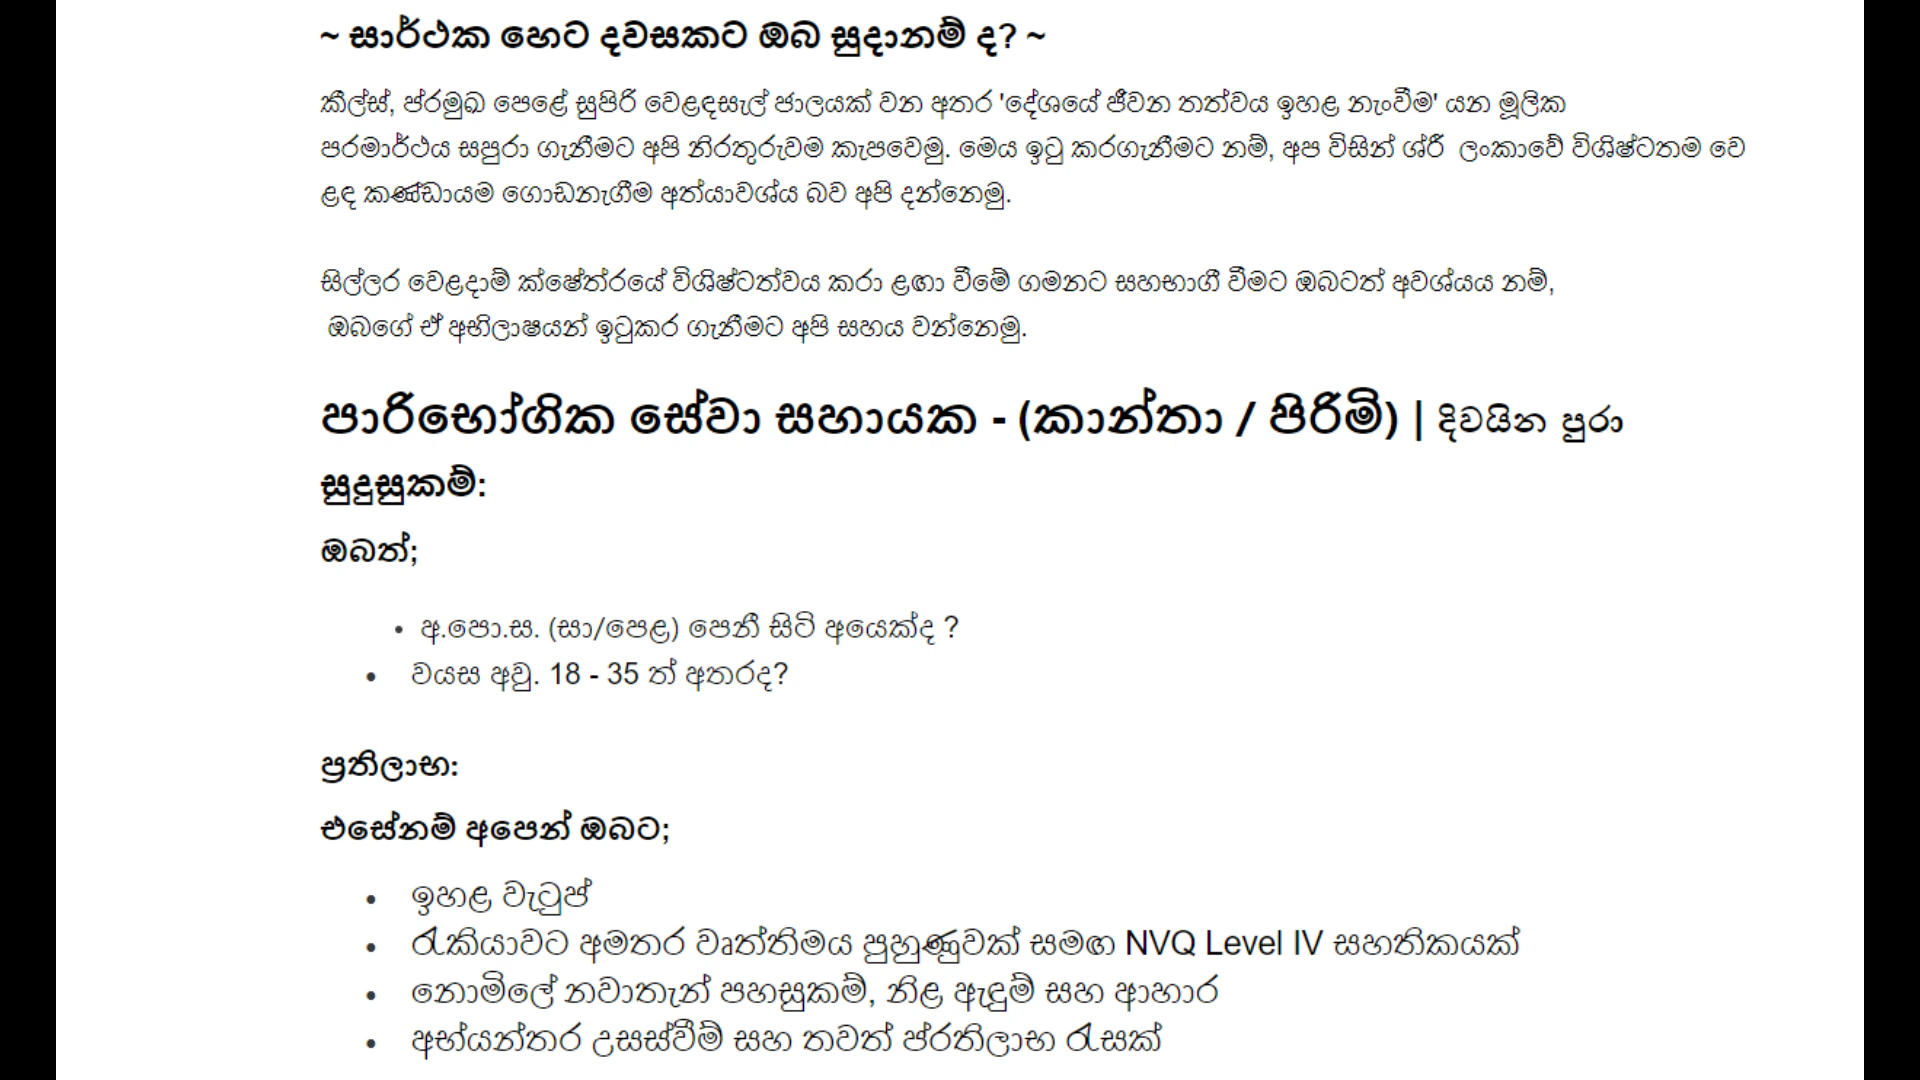 ~ සාර්ථක හෙට දවසකට ඔබ සුදානම් ද? ~
කීල්ස්, ප්රමුඛ පෙළේ සුපිරි වෙළඳසැල් ජාලයක් වන අතර 'දේශයේ ජීවන තත්වය ඉහළ නැංවීම' යන මූලික
පරමාර්ථය සපුරා ගැනීමට අපි නිරතුරුවම කැපවෙමු. මෙය ඉටු කරගැනීමට නම්, අප විසින් ශ්රී ලංකාවේ විශිෂ්ටතම වෙ
ළඳ කණ්ඩායම ගොඩනැගීම අත්යාවශ්ය බව අපි දන්නෙමු.
සිල්ලර වෙළදාම් ක්ෂේත්රයේ විශිෂ්ටත්වය කරා ළඟා වීමේ ගමනට සහභාගී වීමට ඔබටත් අවශ්යය නම්,
ඔබගේ ඒ අභිලාෂයන් ඉටුකර ගැනීමට අපි සහය වන්නෙමු.
පාරිභෝගික සේවා සහායක - (කාන්තා / පිරිමි) | දිවයින පුරා
සුදුසුකම්:
ඔබත්;
• අ.පො.ස. (සා/පෙළ) පෙනී සිටි අයෙක්ද ?
• වයස අවු. 18 - 35 ත් අතරද?
ප්‍රතිලාභ:
එසේනම් අපෙන් ඔබට;
• ඉහළ වැටුප්
• රැකියාවට අමතර වෘත්තිමය පුහුණුවක් සමඟ NVQ Level IV සහතිකයක්
• නොමිලේ නවාතැන් පහසුකම්, නිළ ඇඳුම් සහ ආහාර
• අභ්යන්තර උසස්වීම් සහ තවත් ප්රතිලාභ රැසක්